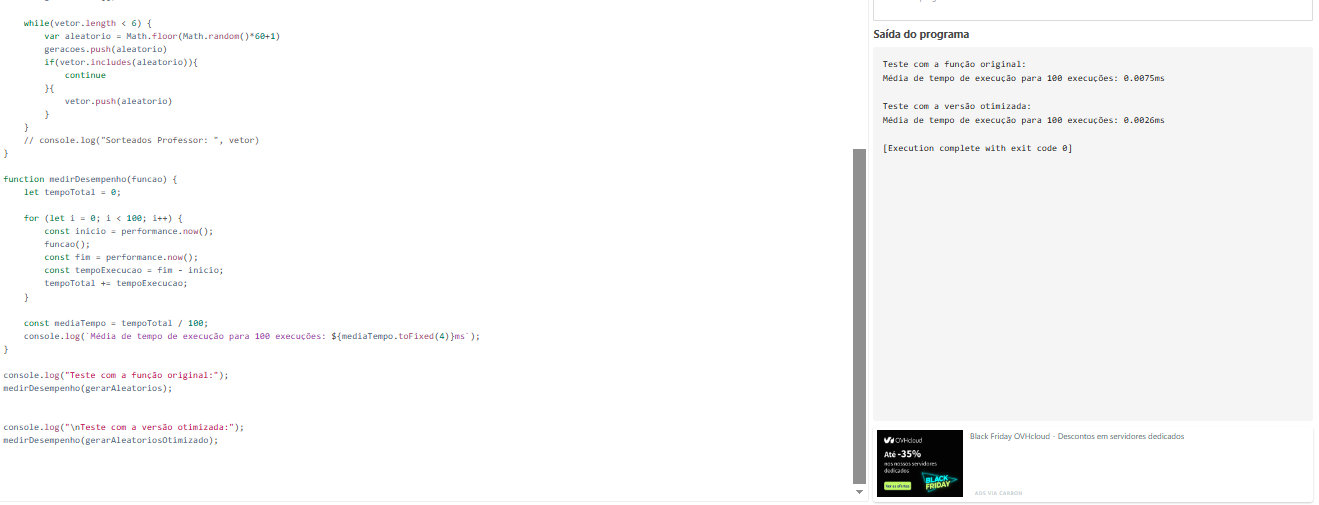 while(vetor.length < 6) {
var aleatorio = Math.floor(Math.random()*60+1)
geracoes.push(aleatorio)
if(vetor.includes(aleatorio)){
continue
}{
vetor.push(aleatorio)
}
}
// console.log("Sorteados Professor: ", vetor)
}
function medirDesempenho(funcao) {
let tempoTotal = 0;
for (let i = 0; i < 100; i++) {
const inicio = performance.now();
funcao();
const fim = performance.now();
const tempoExecucao = fim - inicio;
tempoTotal += tempoExecucao;
}
const mediaTempo = tempoTotal / 100;
console.log(`Média de tempo de execução para 100 execuções: ${mediaTempo.toFixed(4)}ms`);
}
console.log("Teste com a função original:");
medirDesempenho(gerarAleatorios);
console.log("\nTeste com a versão otimizada:");
medirDesempenho(gerarAleatoriosOtimizado);
Saída do programa
Teste com a função original:
Média de tempo de execução para 100 execuções: 0.0075ms
Teste com a versão otimizada:
Média de tempo de execução para 100 execuções: 0.0026ms
[Execution complete with exit code 0]
OVHcloud
Até -35%
nos nossos servidores
dedicados
BLACK
FRIDAY
Black Friday OVHcloud - Descontos em servidores dedicados
ADS VIA CARBON